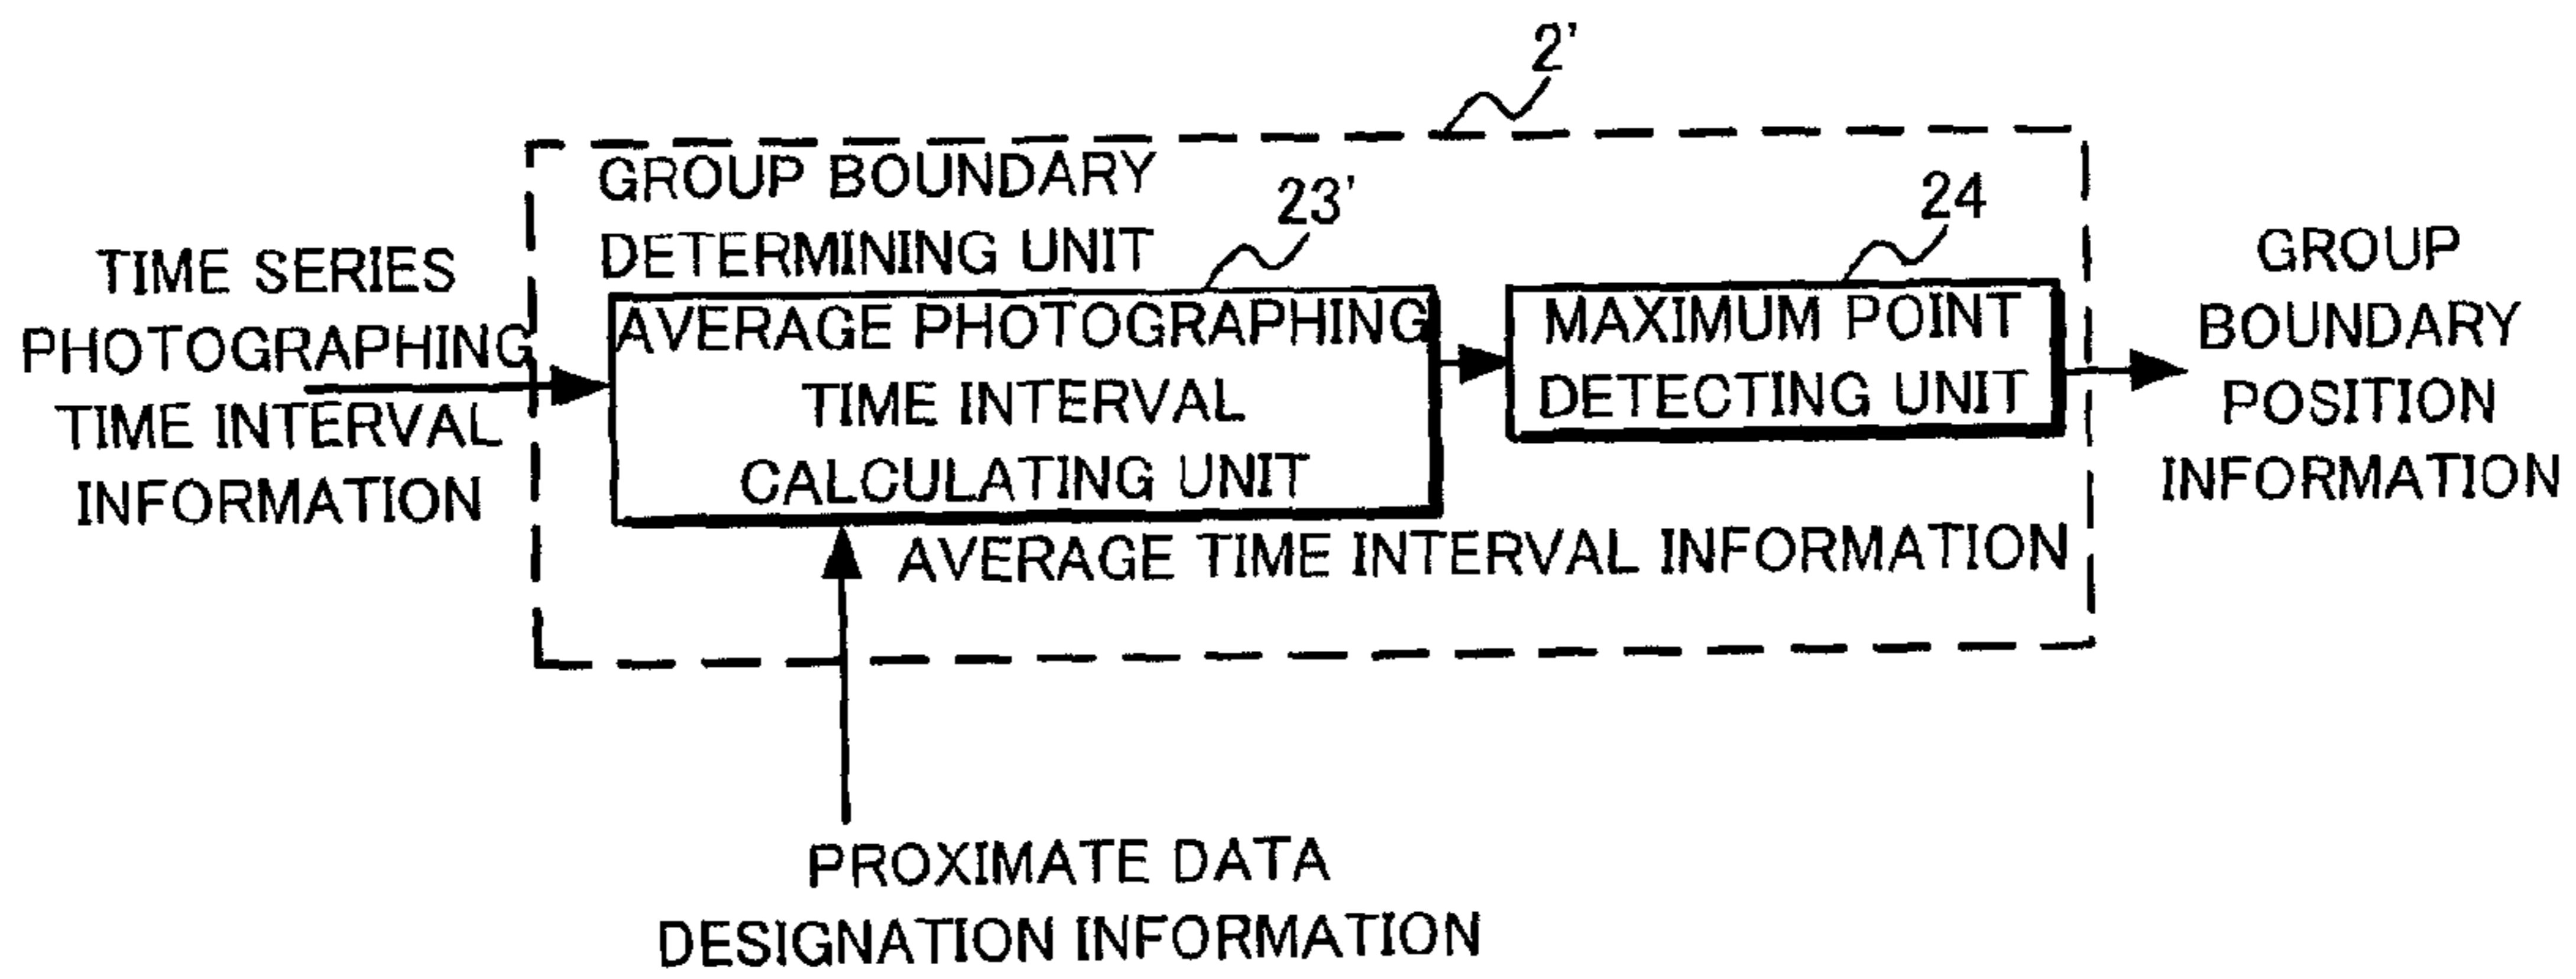 2'
GROUP BOUNDARY
DETERMINING UNIT
23'
24
TIME SERIES
PHOTOGRAPHING
TIME INTERVAL
INFORMATION
AVERAGE PHOTOGRAPHING
TIME INTERVAL
CALCULATING UNIT
MAXIMUM POINT
DETECTING UNIT
GROUP
BOUNDARY
POSITION
INFORMATION
AVERAGE TIME INTERVAL INFORMATION
PROXIMATE DATA
DESIGNATION INFORMATION